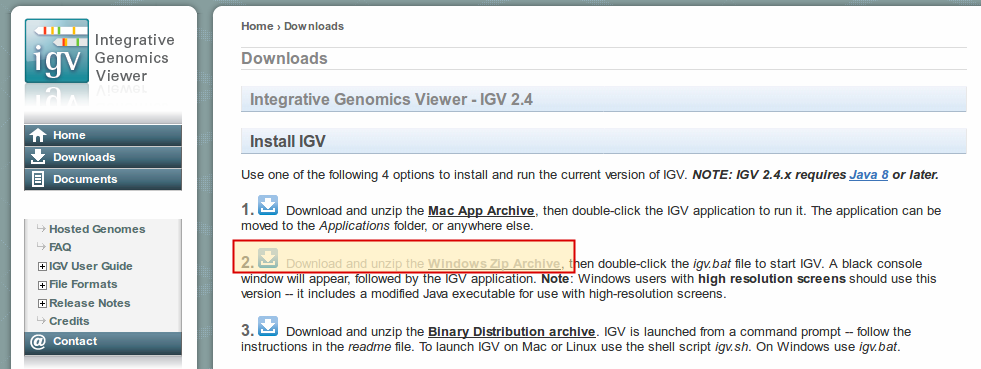 igv
Integrative
Genomics
Viewer
Home
Downloads
Documents
Hosted Genomes
FAQ
IGV User Guide
File Formats
Release Notes
Credits
@ Contact
Home › Downloads
Downloads
Integrative Genomics Viewer - IGV 2.4
Install IGV
Use one of the following 4 options to install and run the current version of IGV. NOTE: IGV 2.4.x requires Java 8 or later.
1. Download and unzip the Mac App Archive, then double-click the IGV application to run it. The application can be
moved to the Applications folder, or anywhere else.
2. Download and unzip the Windows Zip Archive, then double-click the igv.bat file to start IGV. A black console
window will appear, followed by the IGV application. Note: Windows users with high resolution screens should use this
version -- it includes a modified Java executable for use with high-resolution screens.
3. Download and unzip the Binary Distribution archive. IGV is launched from a command prompt -- follow the
instructions in the readme file. To launch IGV on Mac or Linux use the shell script igv.sh. On Windows use igv.bat.